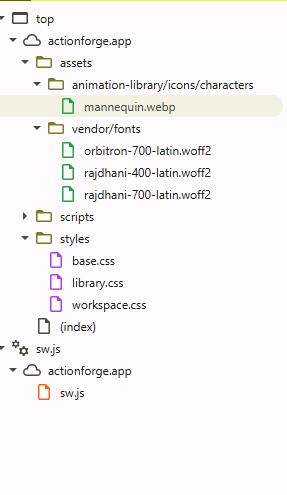 top
actionforge.app
assets
animation-library/icons/characters
mannequin.webp
vendor/fonts
orbitron-700-latin.woff2
rajdhani-400-latin.woff2
rajdhani-700-latin.woff2
scripts
styles
base.css
library.css
workspace.css
(index)
sw.js
actionforge.app
sw.js